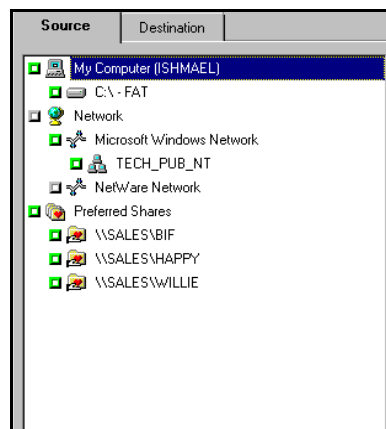 Source Destination
My Computer (ISHMAEL)
C:\ - FAT
Network
Microsoft Windows Network
TECH_PUB_NT
NetWare Network
Preferred Shares
\\SALES\BIF
\\SALES\HAPPY
\\SALES\WILLIE